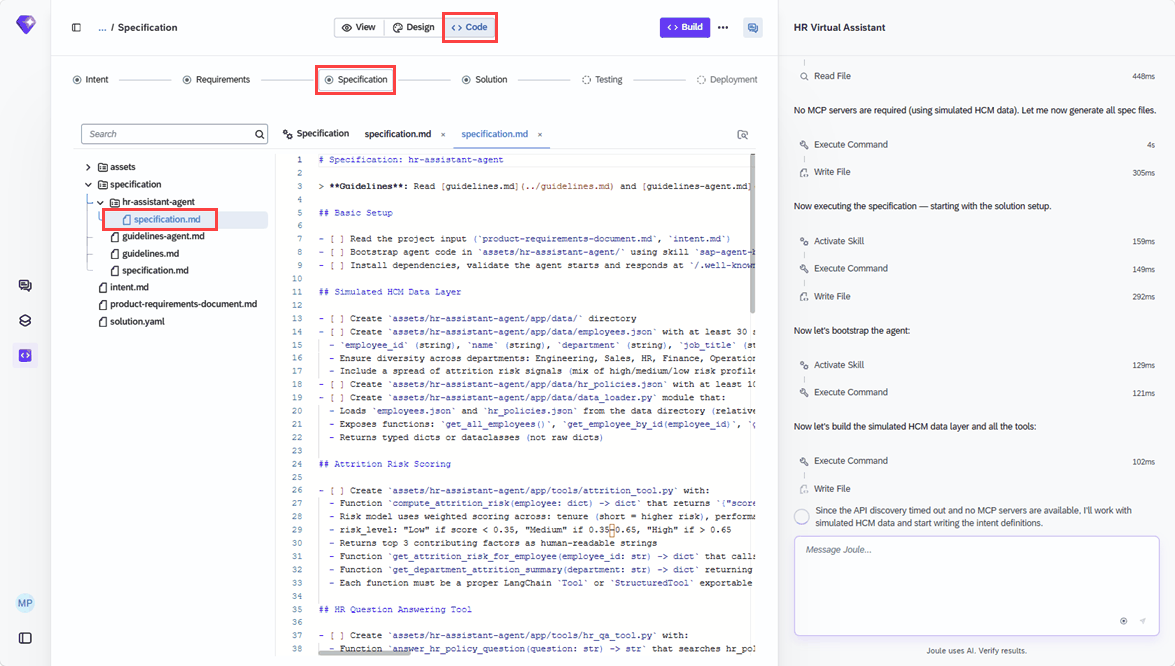 ... / Specification
View
Design
Code
Build
Intent
Requirements
Specification
Solution
Testing
Deployment
Search
assets
specification
hr-assistant-agent
specification.md
guidelines-agent.md
guidelines.md
specification.md
intent.md
product-requirements-document.md
solution.yaml
MP
Specification
specification.md ×
specification.md ×
1 # Specification: hr-assistant-agent
2
3 > **Guidelines**: Read [guidelines.md](../guidelines.md) and [guidelines-agent.md]
4
5 ## Basic Setup
6
7 - [ ] Read the project input (`product-requirements-document.md`, `intent.md`)
8 - [ ] Bootstrap agent code in `assets/hr-assistant-agent/` using skill `sap-agent-
9 - [ ] Install dependencies, validate the agent starts and responds at `/.well-know
10
11 ## Simulated HCM Data Layer
12
13 - [ ] Create `assets/hr-assistant-agent/app/data/` directory
14 - [ ] Create `assets/hr-assistant-agent/app/data/employees.json` with at least 30
15 - `employee_id` (string), `name` (string), `department` (string), `job_title` (st
16 - Ensure diversity across departments: Engineering, Sales, HR, Finance, Operation
17 - Include a spread of attrition risk signals (mix of high/medium/low risk profile
18 - [ ] Create `assets/hr-assistant-agent/app/data/hr_policies.json` with at least 10
19 - [ ] Create `assets/hr-assistant-agent/app/data/data_loader.py` module that:
20 - Loads `employees.json` and `hr_policies.json` from the data directory (relative
21 - Exposes functions: `get_all_employees()`, `get_employee_by_id(employee_id)`,
22 - Returns typed dicts or dataclasses (not raw dicts)
23
24 ## Attrition Risk Scoring
25
26 - [ ] Create `assets/hr-assistant-agent/app/tools/attrition_tool.py` with:
27 - Function `compute_attrition_risk(employee: dict) -> dict` that returns `{"score
28 - Risk model uses weighted scoring across: tenure (short = higher risk), performa
29 - risk_level: "Low" if score < 0.35, "Medium" if 0.35–0.65, "High" if > 0.65
30 - Returns top 3 contributing factors as human-readable strings
31 - Function `get_attrition_risk_for_employee(employee_id: str) -> dict` that calls
32 - Function `get_department_attrition_summary(department: str) -> dict` returning
33 - Each function must be a proper LangChain `Tool` or `StructuredTool` exportable
34
35 ## HR Question Answering Tool
36
37 - [ ] Create `assets/hr-assistant-agent/app/tools/hr_qa_tool.py` with:
38 - Function `answer_hr_policy_question(question: str) -> str` that searches hr_pol
HR Virtual Assistant
Read File 448ms
No MCP servers are required (using simulated HCM data). Let me now generate all spec files.
Execute Command 4s
Write File 305ms
Now executing the specification — starting with the solution setup.
Activate Skill 159ms
Execute Command 149ms
Write File 292ms
Now let's bootstrap the agent:
Activate Skill 129ms
Execute Command 121ms
Now let's build the simulated HCM data layer and all the tools:
Execute Command 102ms
Write File
Since the API discovery timed out and no MCP servers are available, I'll work with
simulated HCM data and start writing the intent definitions.
Message Joule...
Joule uses AI. Verify results.